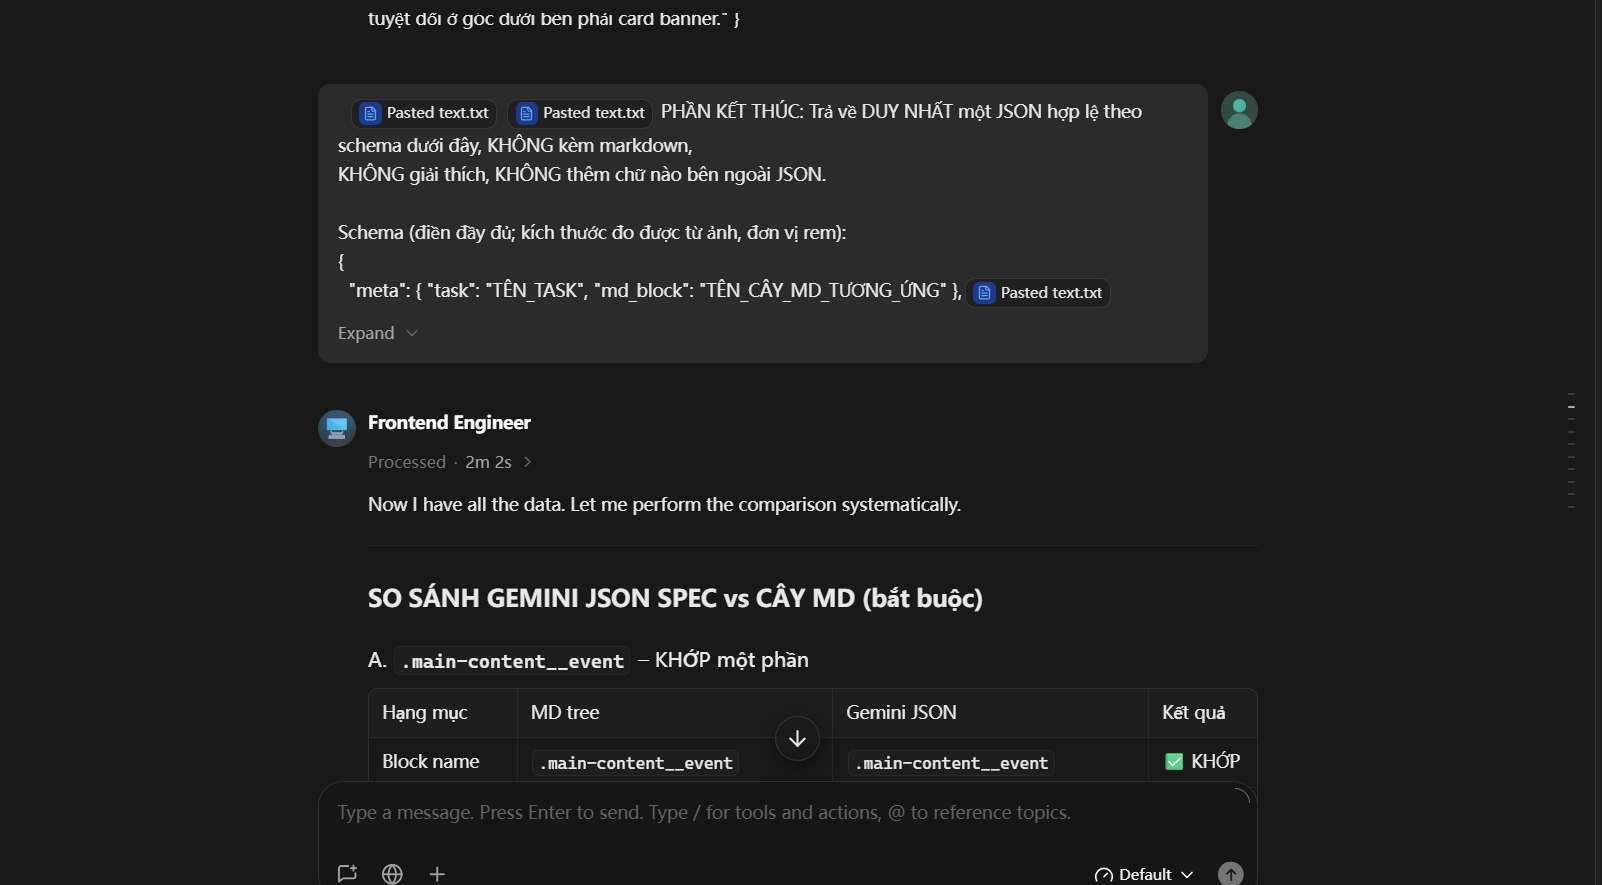 tuyệt đối ở góc dưới bên phải card banner." }
Pasted text.txt Pasted text.txt PHẦN KẾT THÚC: Trả về DUY NHẤT một JSON hợp lệ theo
schema dưới đây, KHÔNG kèm markdown,
KHÔNG giải thích, KHÔNG thêm chữ nào bên ngoài JSON.
Schema (điền đầy đủ; kích thước đo được từ ảnh, đơn vị rem):
{
"meta": { "task": "TÊN_TASK", "md_block": "TÊN_CÂY_MD_TƯƠNG_ỨNG" }, Pasted text.txt
Expand
Frontend Engineer
Processed · 2m 2s
Now I have all the data. Let me perform the comparison systematically.
SO SÁNH GEMINI JSON SPEC vs CÂY MD (bắt buộc)
A. .main-content__event – KHỚP một phần
Hạng mục MD tree Gemini JSON Kết quả
Block name .main-content__event .main-content__event ✅ KHỚP
Type a message. Press Enter to send. Type / for tools and actions, @ to reference topics.
Default